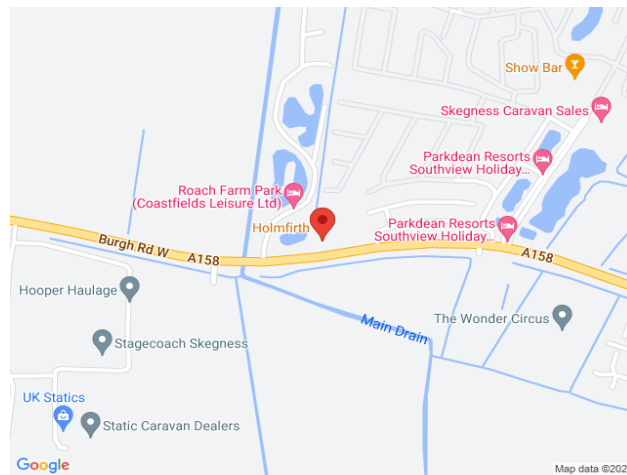 Show Bar
Skegness Caravan Sales
Parkdean Resorts
Southview Holiday...
Roach Farm Park
(Coastfields Leisure Ltd)
Holmfirth
Parkdean Resorts
Southview Holiday...
Burgh Rd W
A158
A158
Hooper Haulage
The Wonder Circus
Main Drain
Stagecoach Skegness
UK Statics
Static Caravan Dealers
Google
Map data ©202